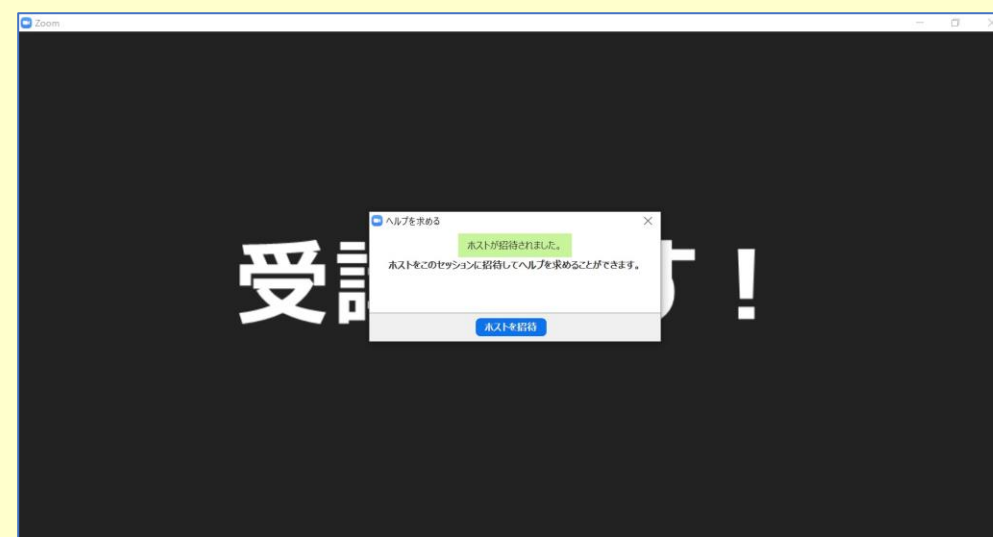 Zoom
ヘルプを求める
ホストが招待されました。
ホストをこのセッションに招待してヘルプを求めることができます。
受 す！
ホストを招待